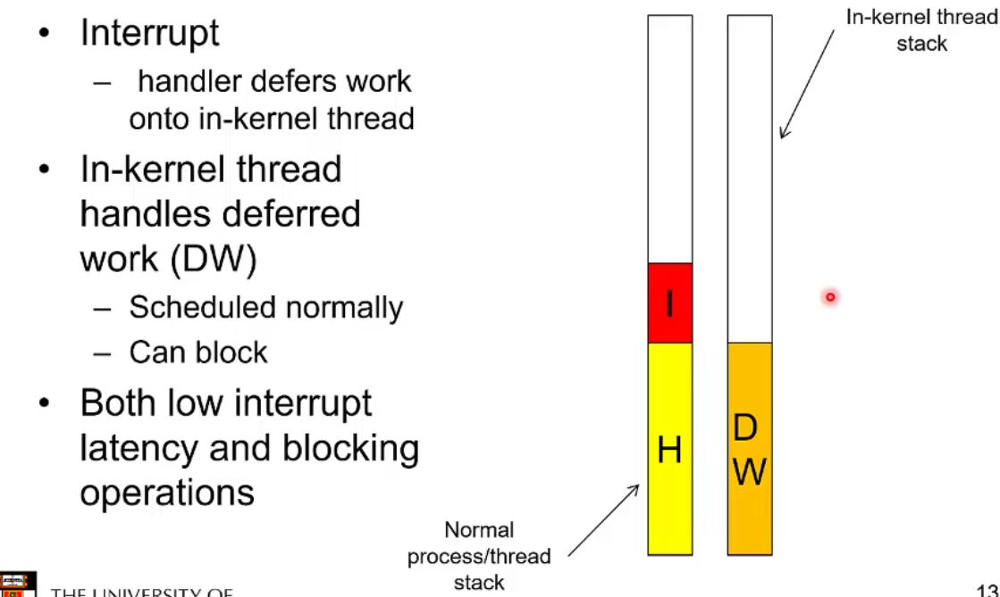 • Interrupt
– handler defers work
onto in-kernel thread
• In-kernel thread
handles deferred
work (DW)
– Scheduled normally
– Can block
• Both low interrupt
latency and blocking
operations
In-kernel thread
stack
I
H
D
W
Normal
process/thread
stack
THE UNIVERSITY OF
13